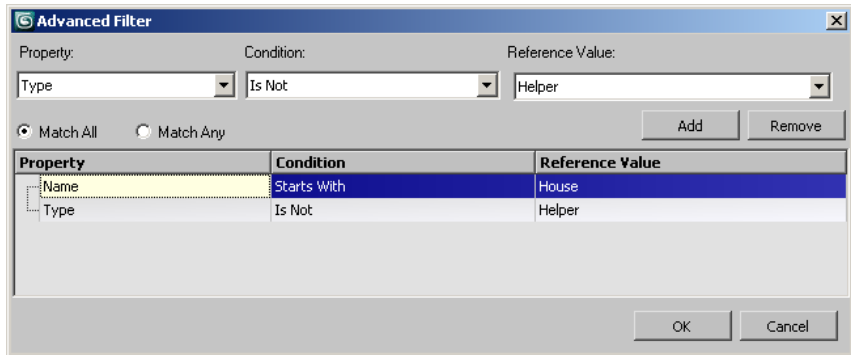 Advanced Filter
Property: Condition: Reference Value:
Type Is Not Helper
Match All Match Any Add Remove
Property Condition Reference Value
Name Starts With House
Type Is Not Helper
OK Cancel